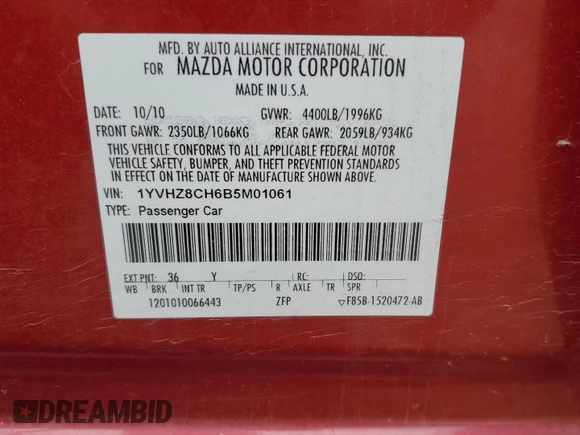 MFD. BY AUTO ALLIANCE INTERNATIONAL, INC.
FOR MAZDA MOTOR CORPORATION
MADE IN U.S.A.
DATE: 10/10 GVWR: 4400LB/1996KG
FRONT GAWR: 2350LB/1066KG REAR GAWR: 2059LB/934KG
THIS VEHICLE CONFORMS TO ALL APPLICABLE FEDERAL MOTOR
VEHICLE SAFETY, BUMPER, AND THEFT PREVENTION STANDARDS
IN EFFECT ON THE DATE OF MANUFACTURE SHOWN ABOVE.
VIN: 1YVHZ8CH6B5M01061
TYPE: Passenger Car
EXT PNT: 36 Y RC: DSO:
WB BRK INT TR TP/PS R AXLE TR SPR
1201010066443 ZFP ▽F85B-1520472-AB
DREAMBID